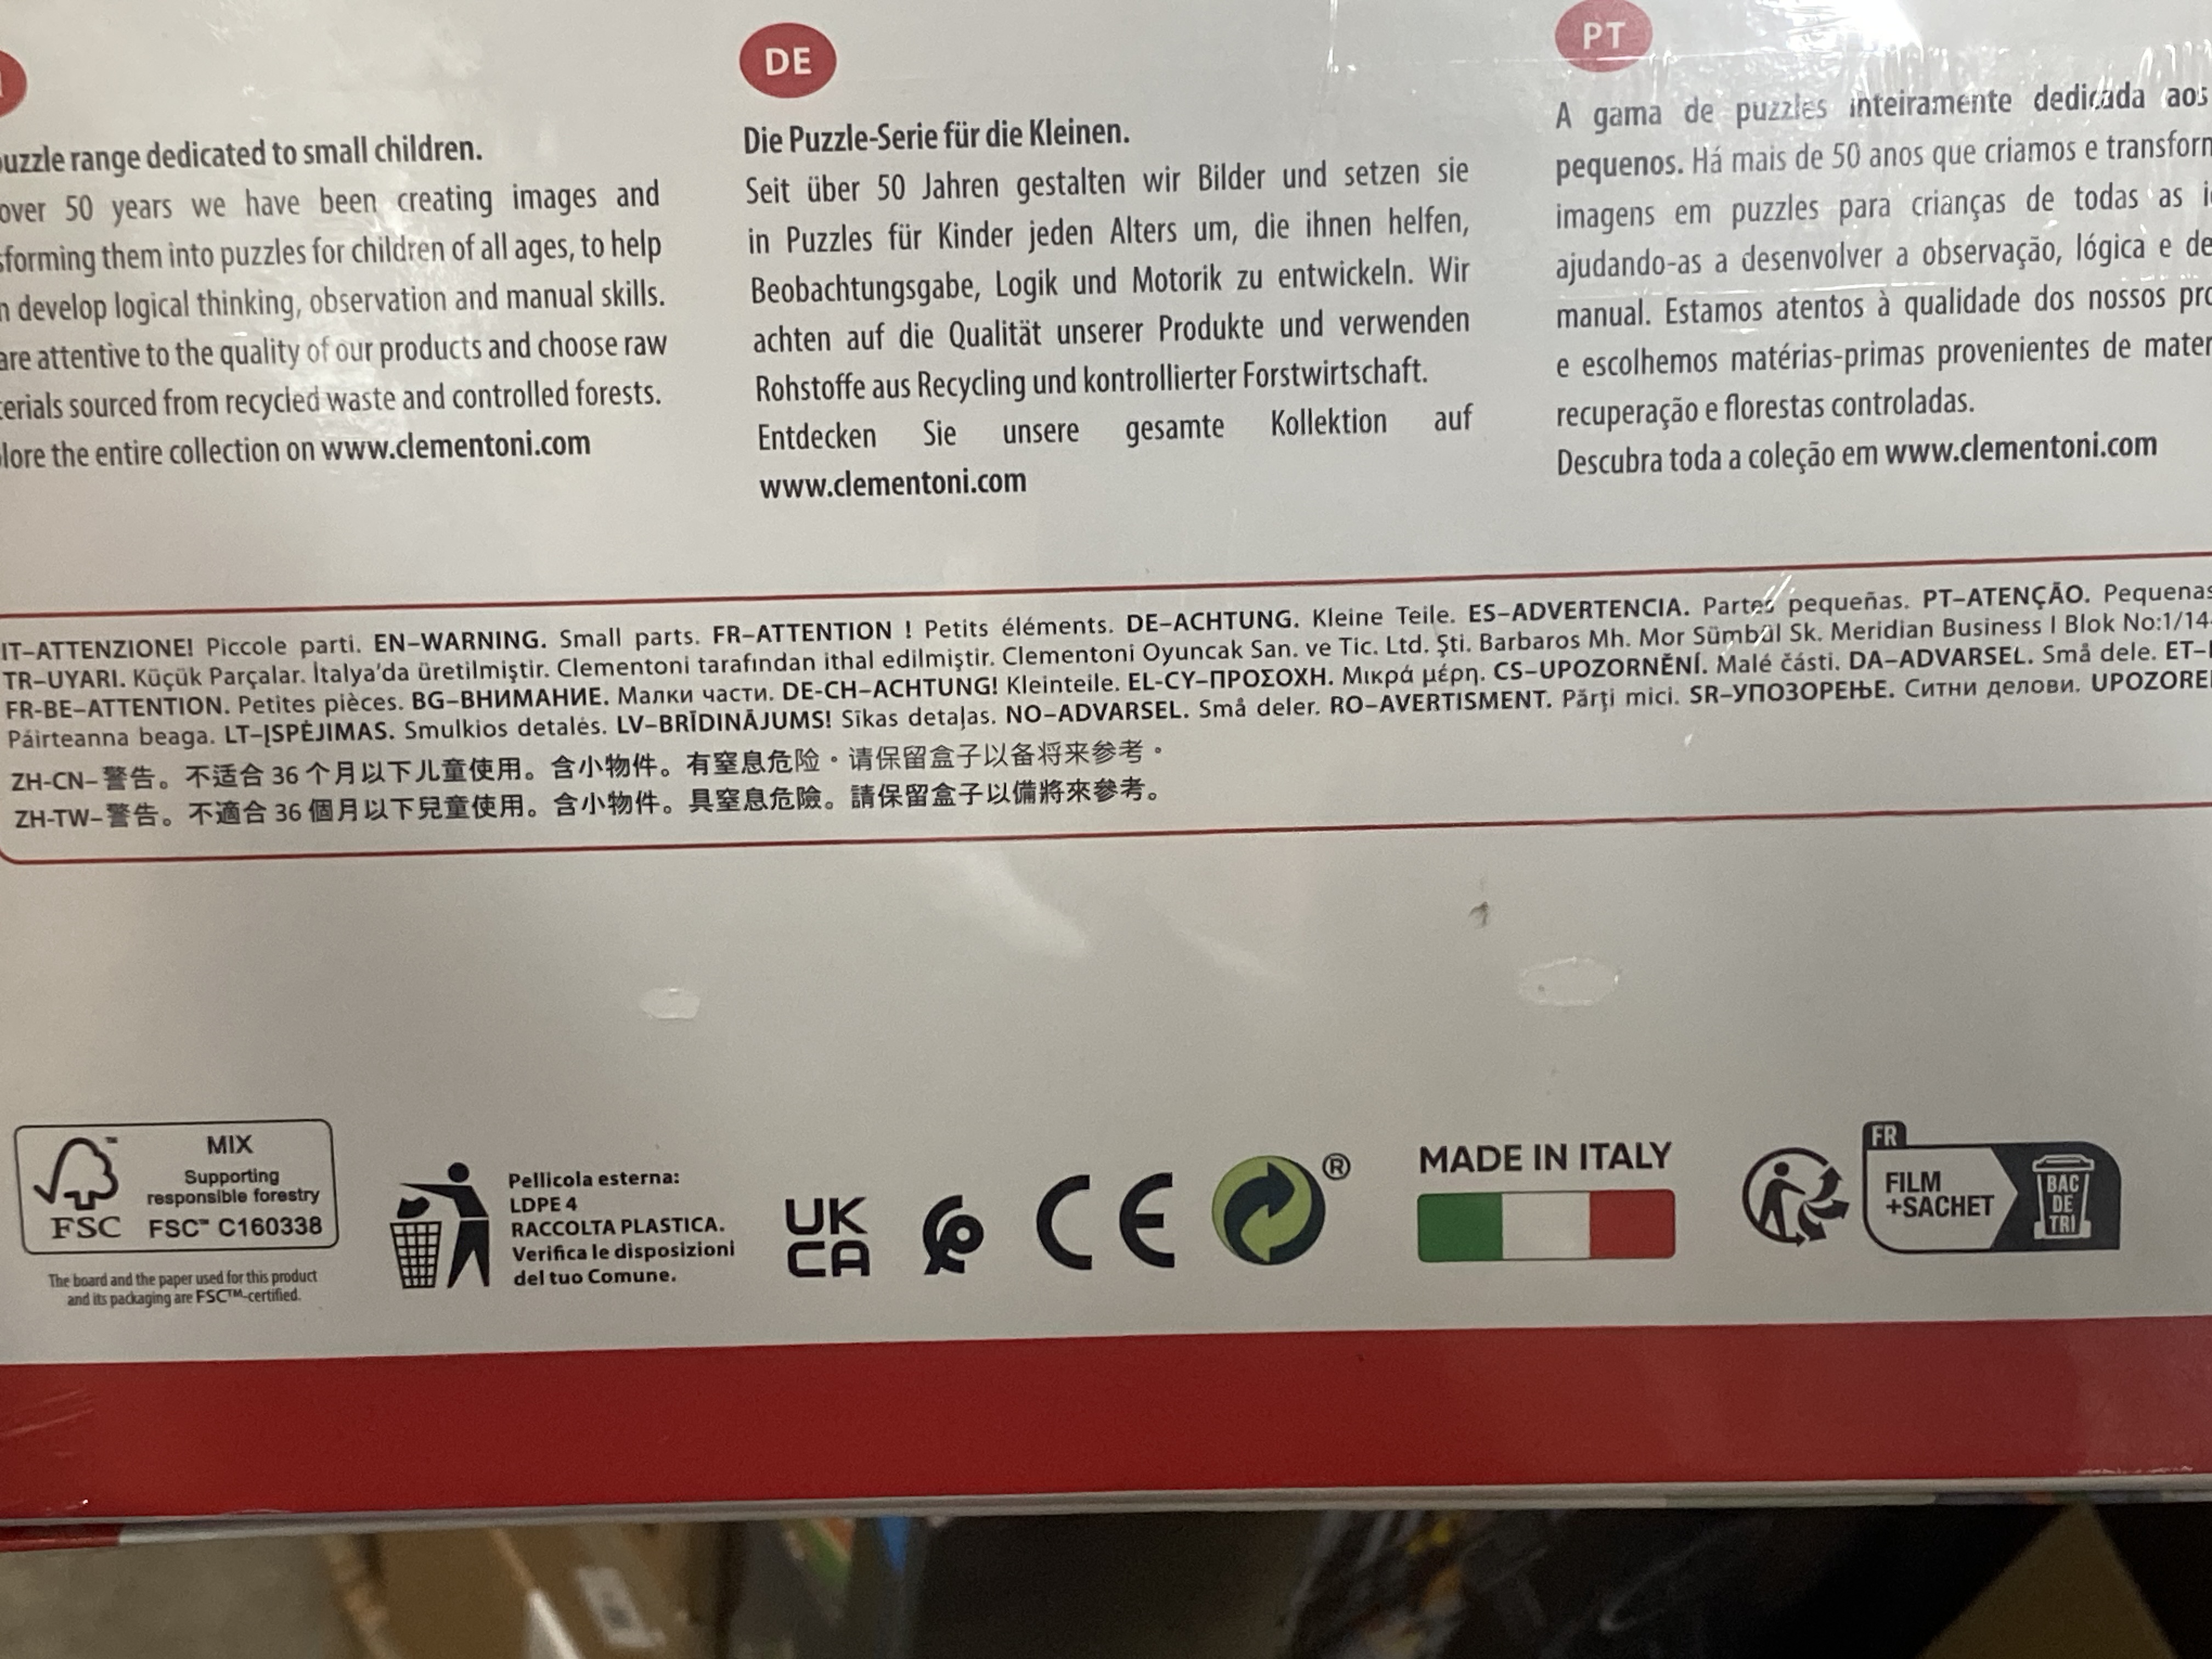 DE
PT
puzzle range dedicated to small children.
over 50 years we have been creating images and
sforming them into puzzles for children of all ages, to help
n develop logical thinking, observation and manual skills.
are attentive to the quality of our products and choose raw
terials sourced from recycled waste and controlled forests.
lore the entire collection on www.clementoni.com
Die Puzzle-Serie für die Kleinen.
Seit über 50 Jahren gestalten wir Bilder und setzen sie
in Puzzles für Kinder jeden Alters um, die ihnen helfen,
Beobachtungsgabe, Logik und Motorik zu entwickeln. Wir
achten auf die Qualität unserer Produkte und verwenden
Rohstoffe aus Recycling und kontrollierter Forstwirtschaft.
Entdecken Sie unsere gesamte Kollektion auf
www.clementoni.com
A gama de puzzles inteiramente dedicada aos
pequenos. Há mais de 50 anos que criamos e transform
imagens em puzzles para crianças de todas as i
ajudando-as a desenvolver a observação, lógica e de
manual. Estamos atentos à qualidade dos nossos pro
e escolhemos matérias-primas provenientes de mater
recuperação e florestas controladas.
Descubra toda a coleção em www.clementoni.com
IT–ATTENZIONE! Piccole parti. EN–WARNING. Small parts. FR–ATTENTION ! Petits éléments. DE–ACHTUNG. Kleine Teile. ES–ADVERTENCIA. Partes pequeñas. PT–ATENÇÃO. Pequenas
TR–UYARI. Küçük Parçalar. İtalya'da üretilmiştir. Clementoni tarafından ithal edilmiştir. Clementoni Oyuncak San. ve Tic. Ltd. Şti. Barbaros Mh. Mor Sümbül Sk. Meridian Business I Blok No:1/14
FR-BE–ATTENTION. Petites pièces. BG–ВНИМАНИЕ. Малки части. DE-CH–ACHTUNG! Kleinteile. EL-CY–ΠΡΟΣΟΧΗ. Μικρά μέρη. CS–UPOZORNĚNÍ. Malé části. DA–ADVARSEL. Små dele. ET–
Páirteanna beaga. LT–ĮSPĖJIMAS. Smulkios detalės. LV–BRĪDINĀJUMS! Sīkas detaļas. NO–ADVARSEL. Små deler. RO–AVERTISMENT. Părţi mici. SR–УПОЗОРЕЊЕ. Ситни делови. UPOZORE
ZH-CN–警告。不适合 36 个月以下儿童使用。含小物件。有窒息危险。请保留盒子以备将来参考。
ZH-TW–警告。不適合 36 個月以下兒童使用。含小物件。具窒息危險。請保留盒子以備將來參考。
MIX
Supporting
responsible forestry
FSC
FSC™ C160338
The board and the paper used for this product
and its packaging are FSC™-certified.
Pellicola esterna:
LDPE 4
RACCOLTA PLASTICA.
Verifica le disposizioni
del tuo Comune.
UK
CA
CE
®
MADE IN ITALY
FR
FILM
+SACHET
BAC
DE
TRI